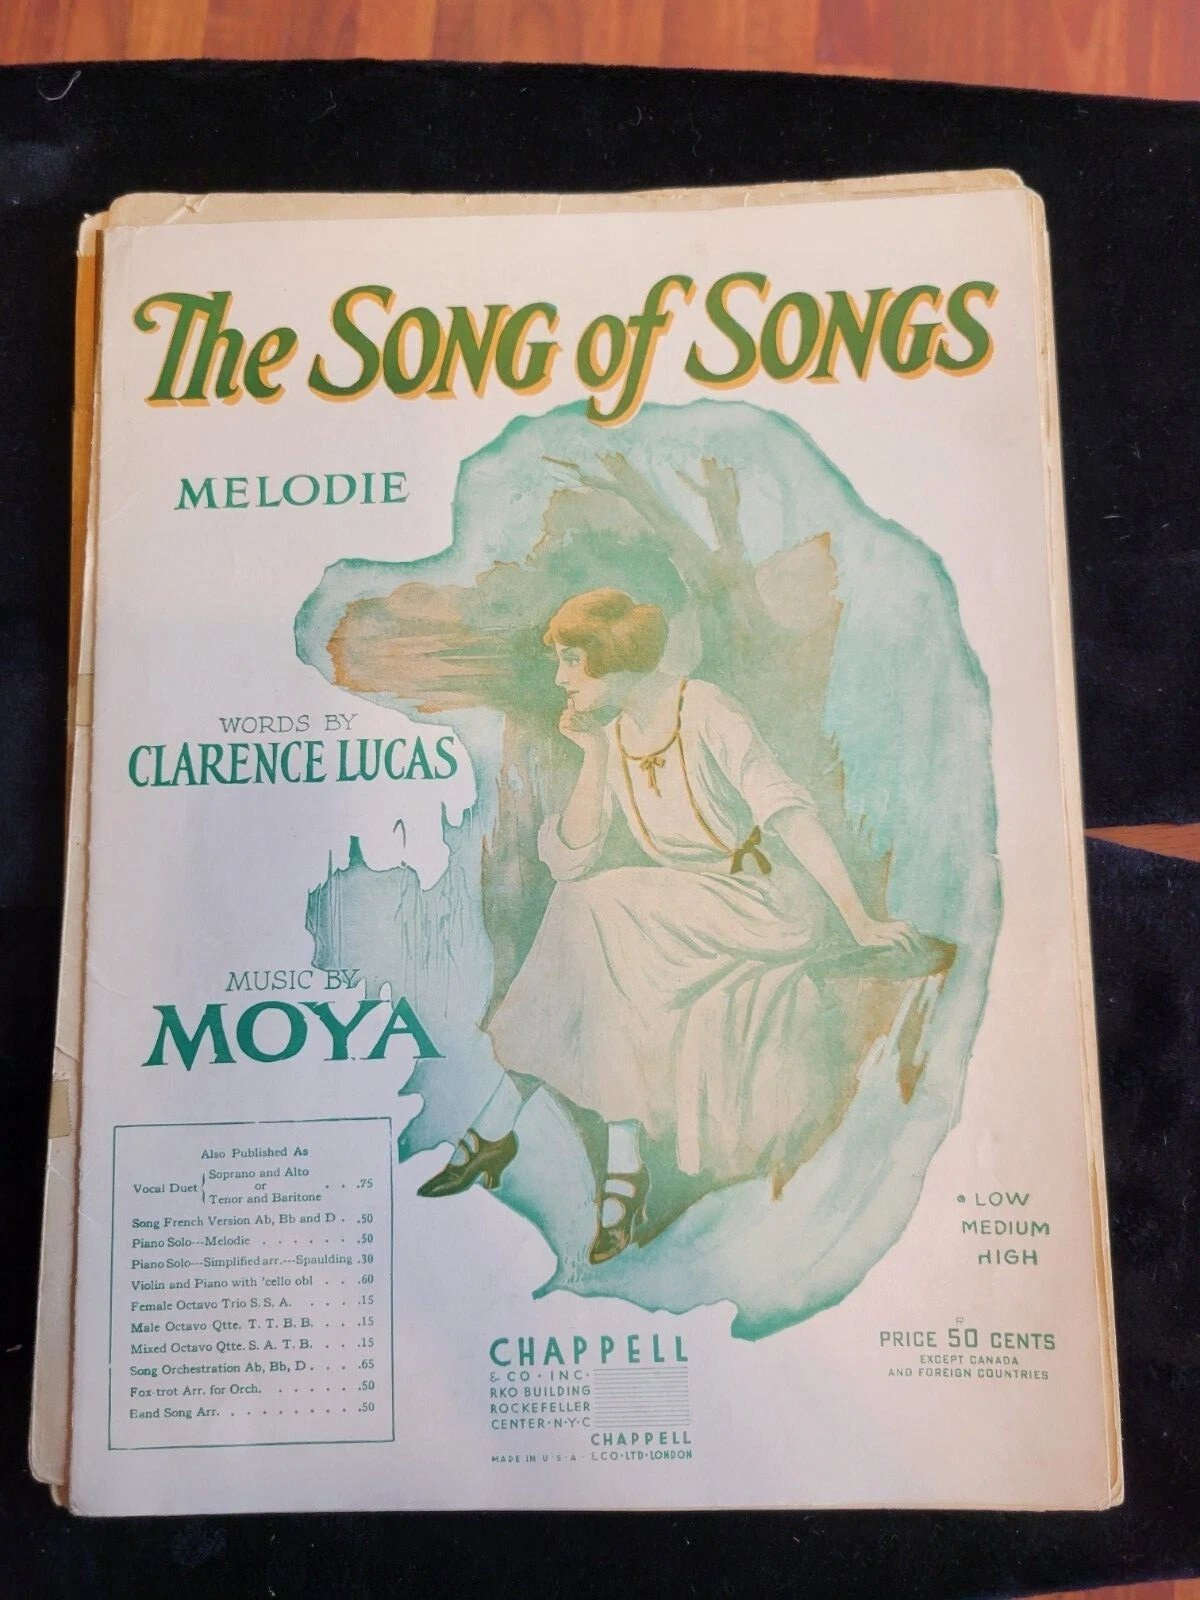 The SONG of SONGS
MELODIE
WORDS BY
CLARENCE LUCAS
MUSIC BY
MOYA
Also Published As
Vocal Duet { Soprano and Alto
or . . .75
Tenor and Baritone
Song French Version Ab, Bb and D . .50
Piano Solo---Melodie . . . . . . .50
Piano Solo---Simplified arr.---Spaulding .30
Violin and Piano with 'cello obl . . .60
Female Octavo Trio S. S. A. . . . .15
Male Octavo Qtte. T. T. B. B. . . . .15
Mixed Octavo Qtte. S. A. T. B. . . . .15
Song Orchestration Ab, Bb, D . . . .65
Fox-trot Arr. for Orch. . . . . . . .50
Band Song Arr. . . . . . . . . . .50
• LOW
MEDIUM
HIGH
R
PRICE 50 CENTS
EXCEPT CANADA
AND FOREIGN COUNTRIES
CHAPPELL
& CO · INC ·
RKO BUILDING
ROCKEFELLER
CENTER · N · Y · C
CHAPPELL
MADE IN U · S · A · & CO · LTD · LONDON